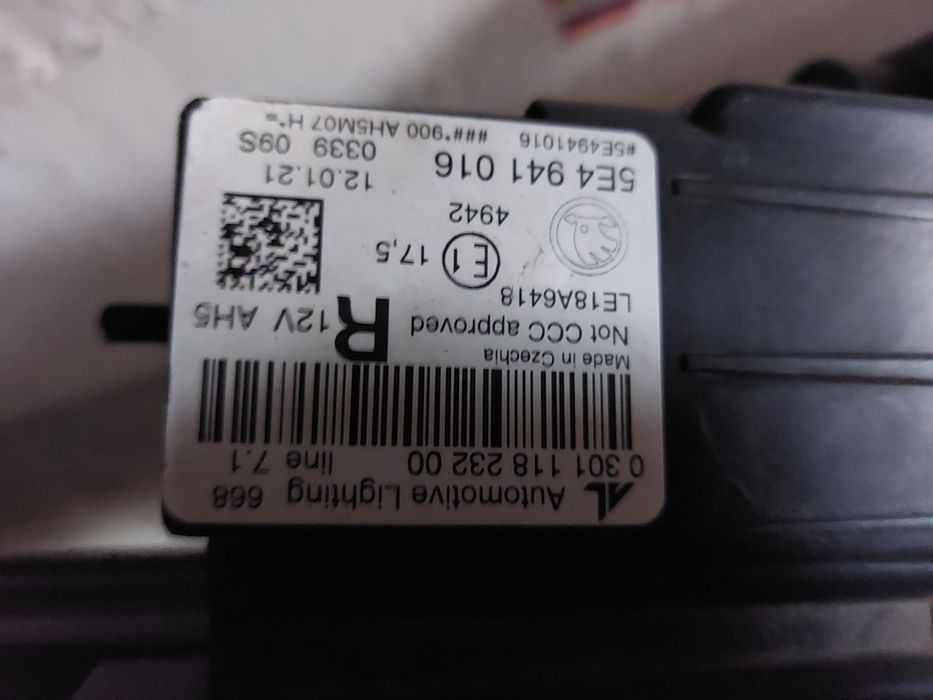 Automotive Lighting 668
0 301 118 232 00 line 7.1
Made in Czechia
Not CCC approved
R
12V AH5
LE18A6418
E1 17,5
4942
12.01.21
5E4 941 016 0339 09S
#5E4941016 ###*900 AH5M07 H*=